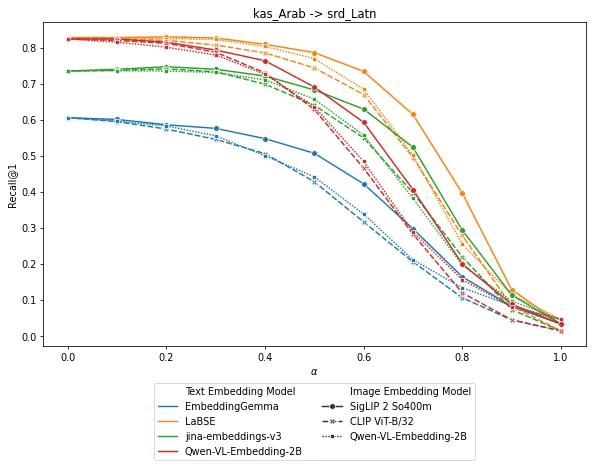 kas_Arab -> srd_Latn
Recall@1
0.8
0.7
0.6
0.5
0.4
0.3
0.2
0.1
0.0
0.0 0.2 0.4 0.6 0.8 1.0
α
Text Embedding Model Image Embedding Model
EmbeddingGemma SigLIP 2 So400m
LaBSE CLIP ViT-B/32
jina-embeddings-v3 Qwen-VL-Embedding-2B
Qwen-VL-Embedding-2B